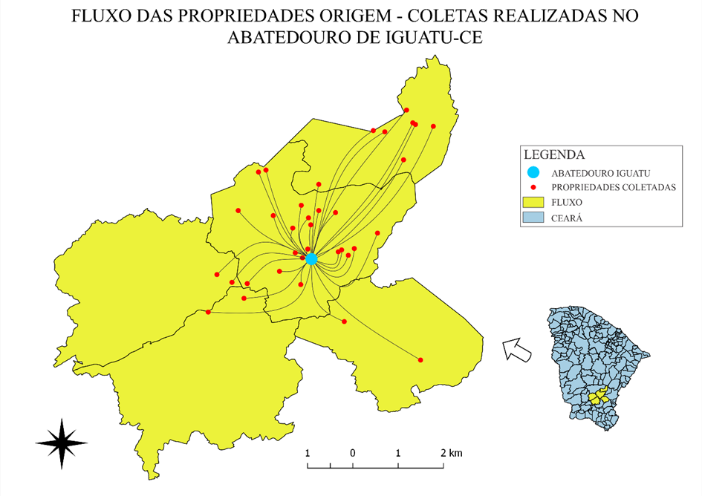 FLUXO DAS PROPRIEDADES ORIGEM - COLETAS REALIZADAS NO
ABATEDOURO DE IGUATU-CE
LEGENDA
ABATEDOURO IGUATU
PROPRIEDADES COLETADAS
FLUXO
CEARÁ
1 0 1 2 km